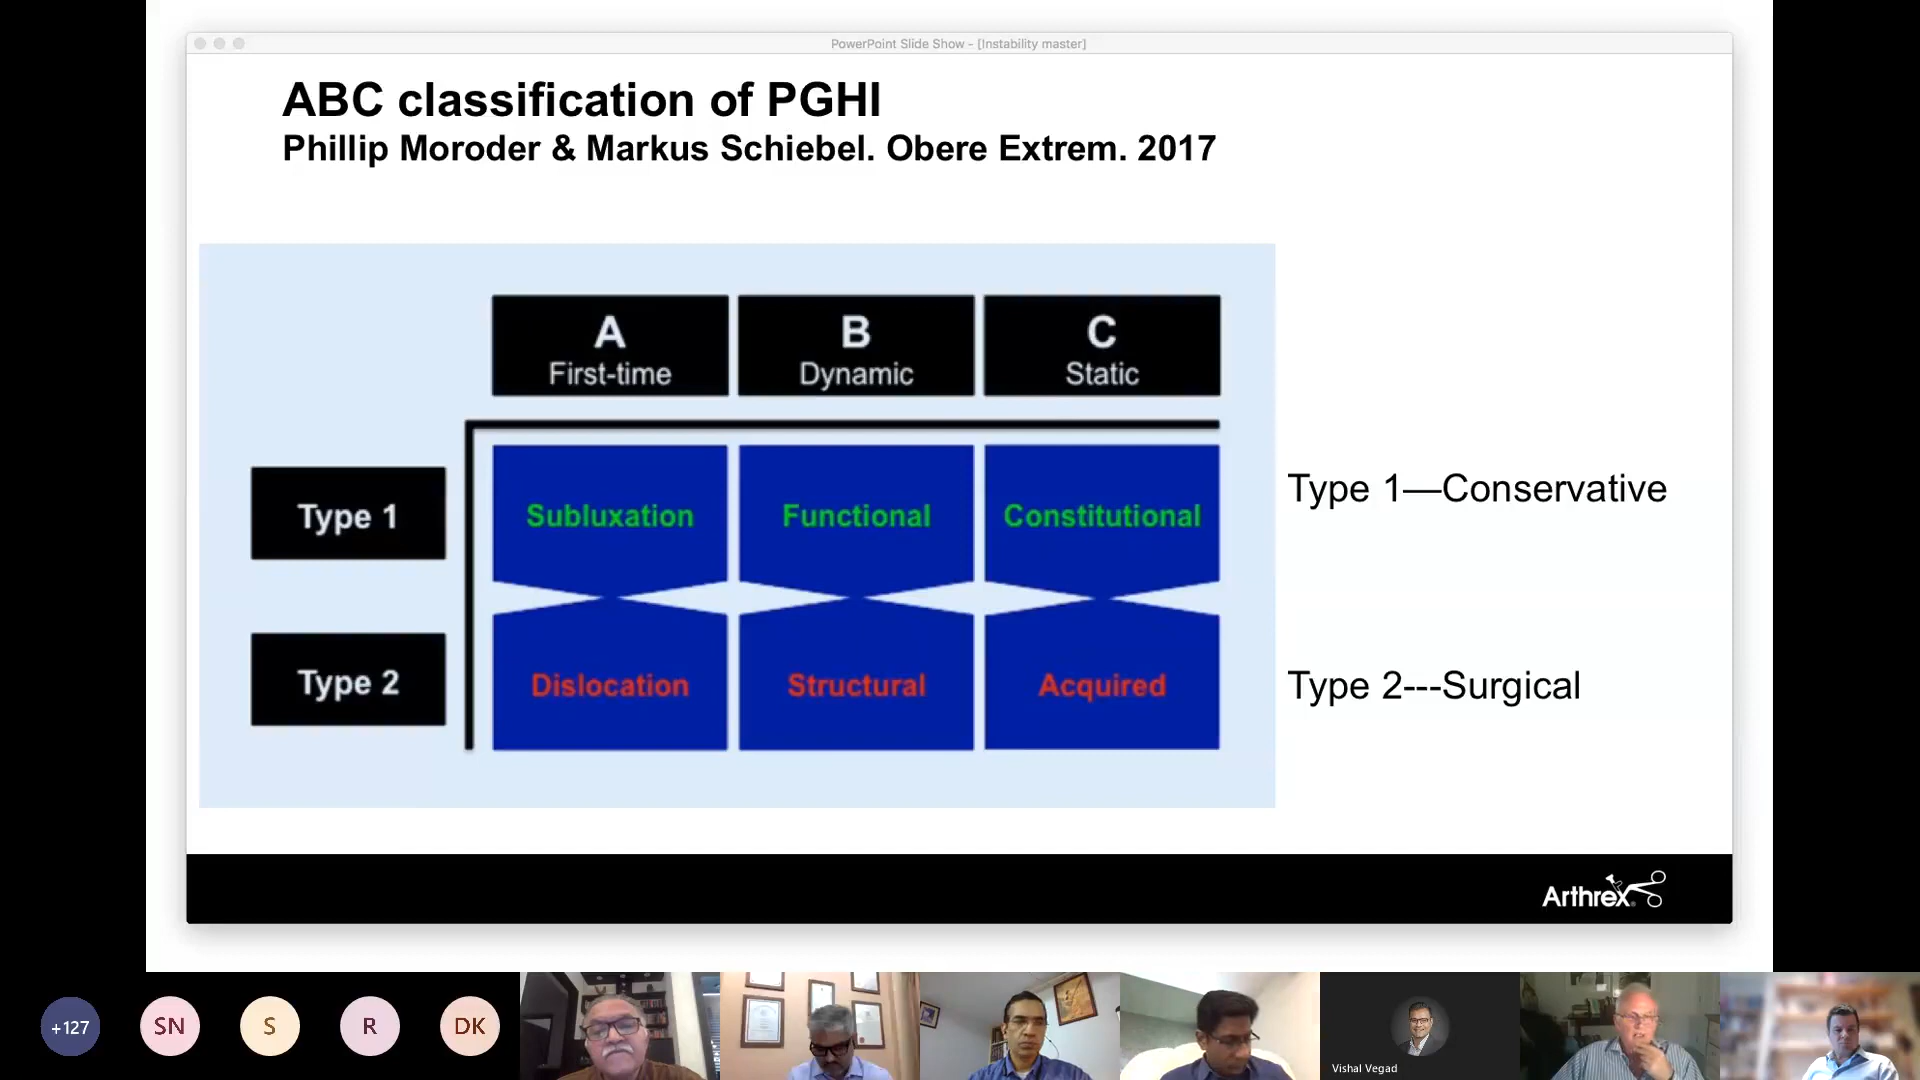 PowerPoint Slide Show - [Instability master]
ABC classification of PGHI
Phillip Moroder & Markus Schiebel. Obere Extrem. 2017
A
First-time
B
Dynamic
C
Static
Type 1
Subluxation
Functional
Constitutional
Type 1—Conservative
Type 2
Dislocation
Structural
Acquired
Type 2---Surgical
Arthrex
+127
SN
S
R
DK
Vishal Vegad